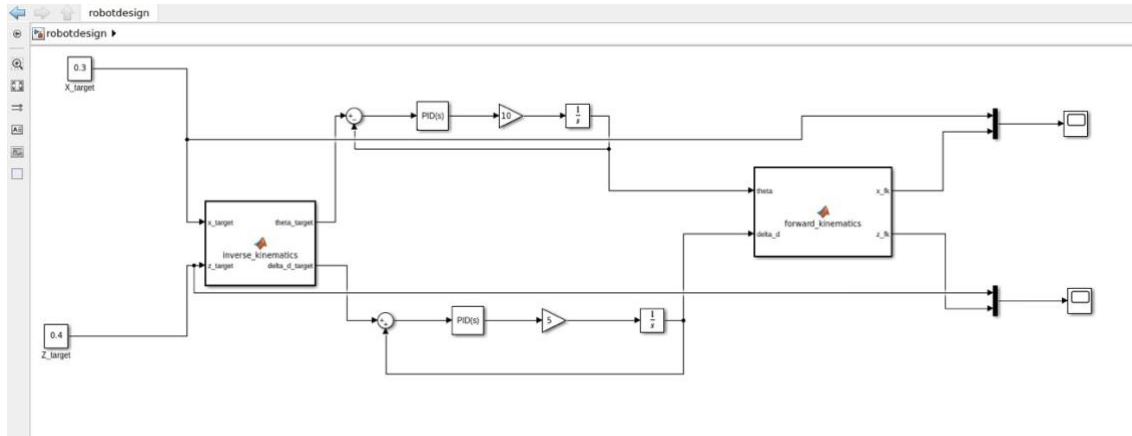 robotdesign
robotdesign
0.3
X_target
PID(s)
10
1
s
x_target
theta_target
inverse_kinematics
z_target
delta_d_target
theta
x_fk
forward_kinematics
delta_d
z_fk
0.4
Z_target
PID(s)
5
1
s